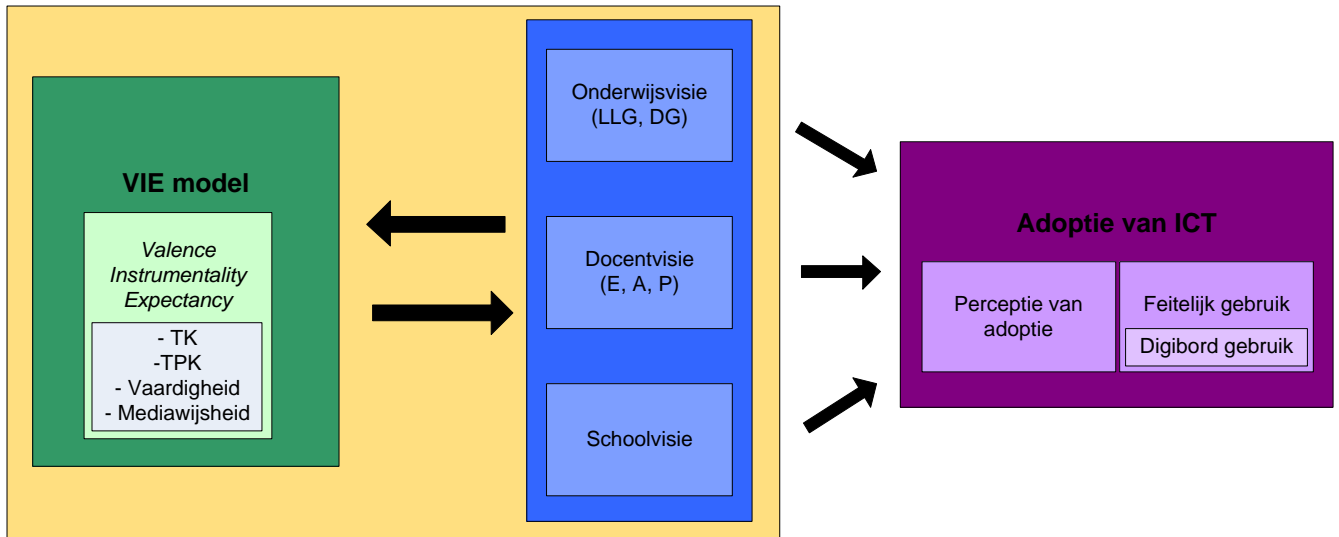 VIE model
Valence
Instrumentality
Expectancy
- TK
-TPK
- Vaardigheid
- Mediawijsheid
Onderwijsvisie
(LLG, DG)
Docentvisie
(E, A, P)
Schoolvisie
Adoptie van ICT
Perceptie van
adoptie
Feitelijk gebruik
Digibord gebruik